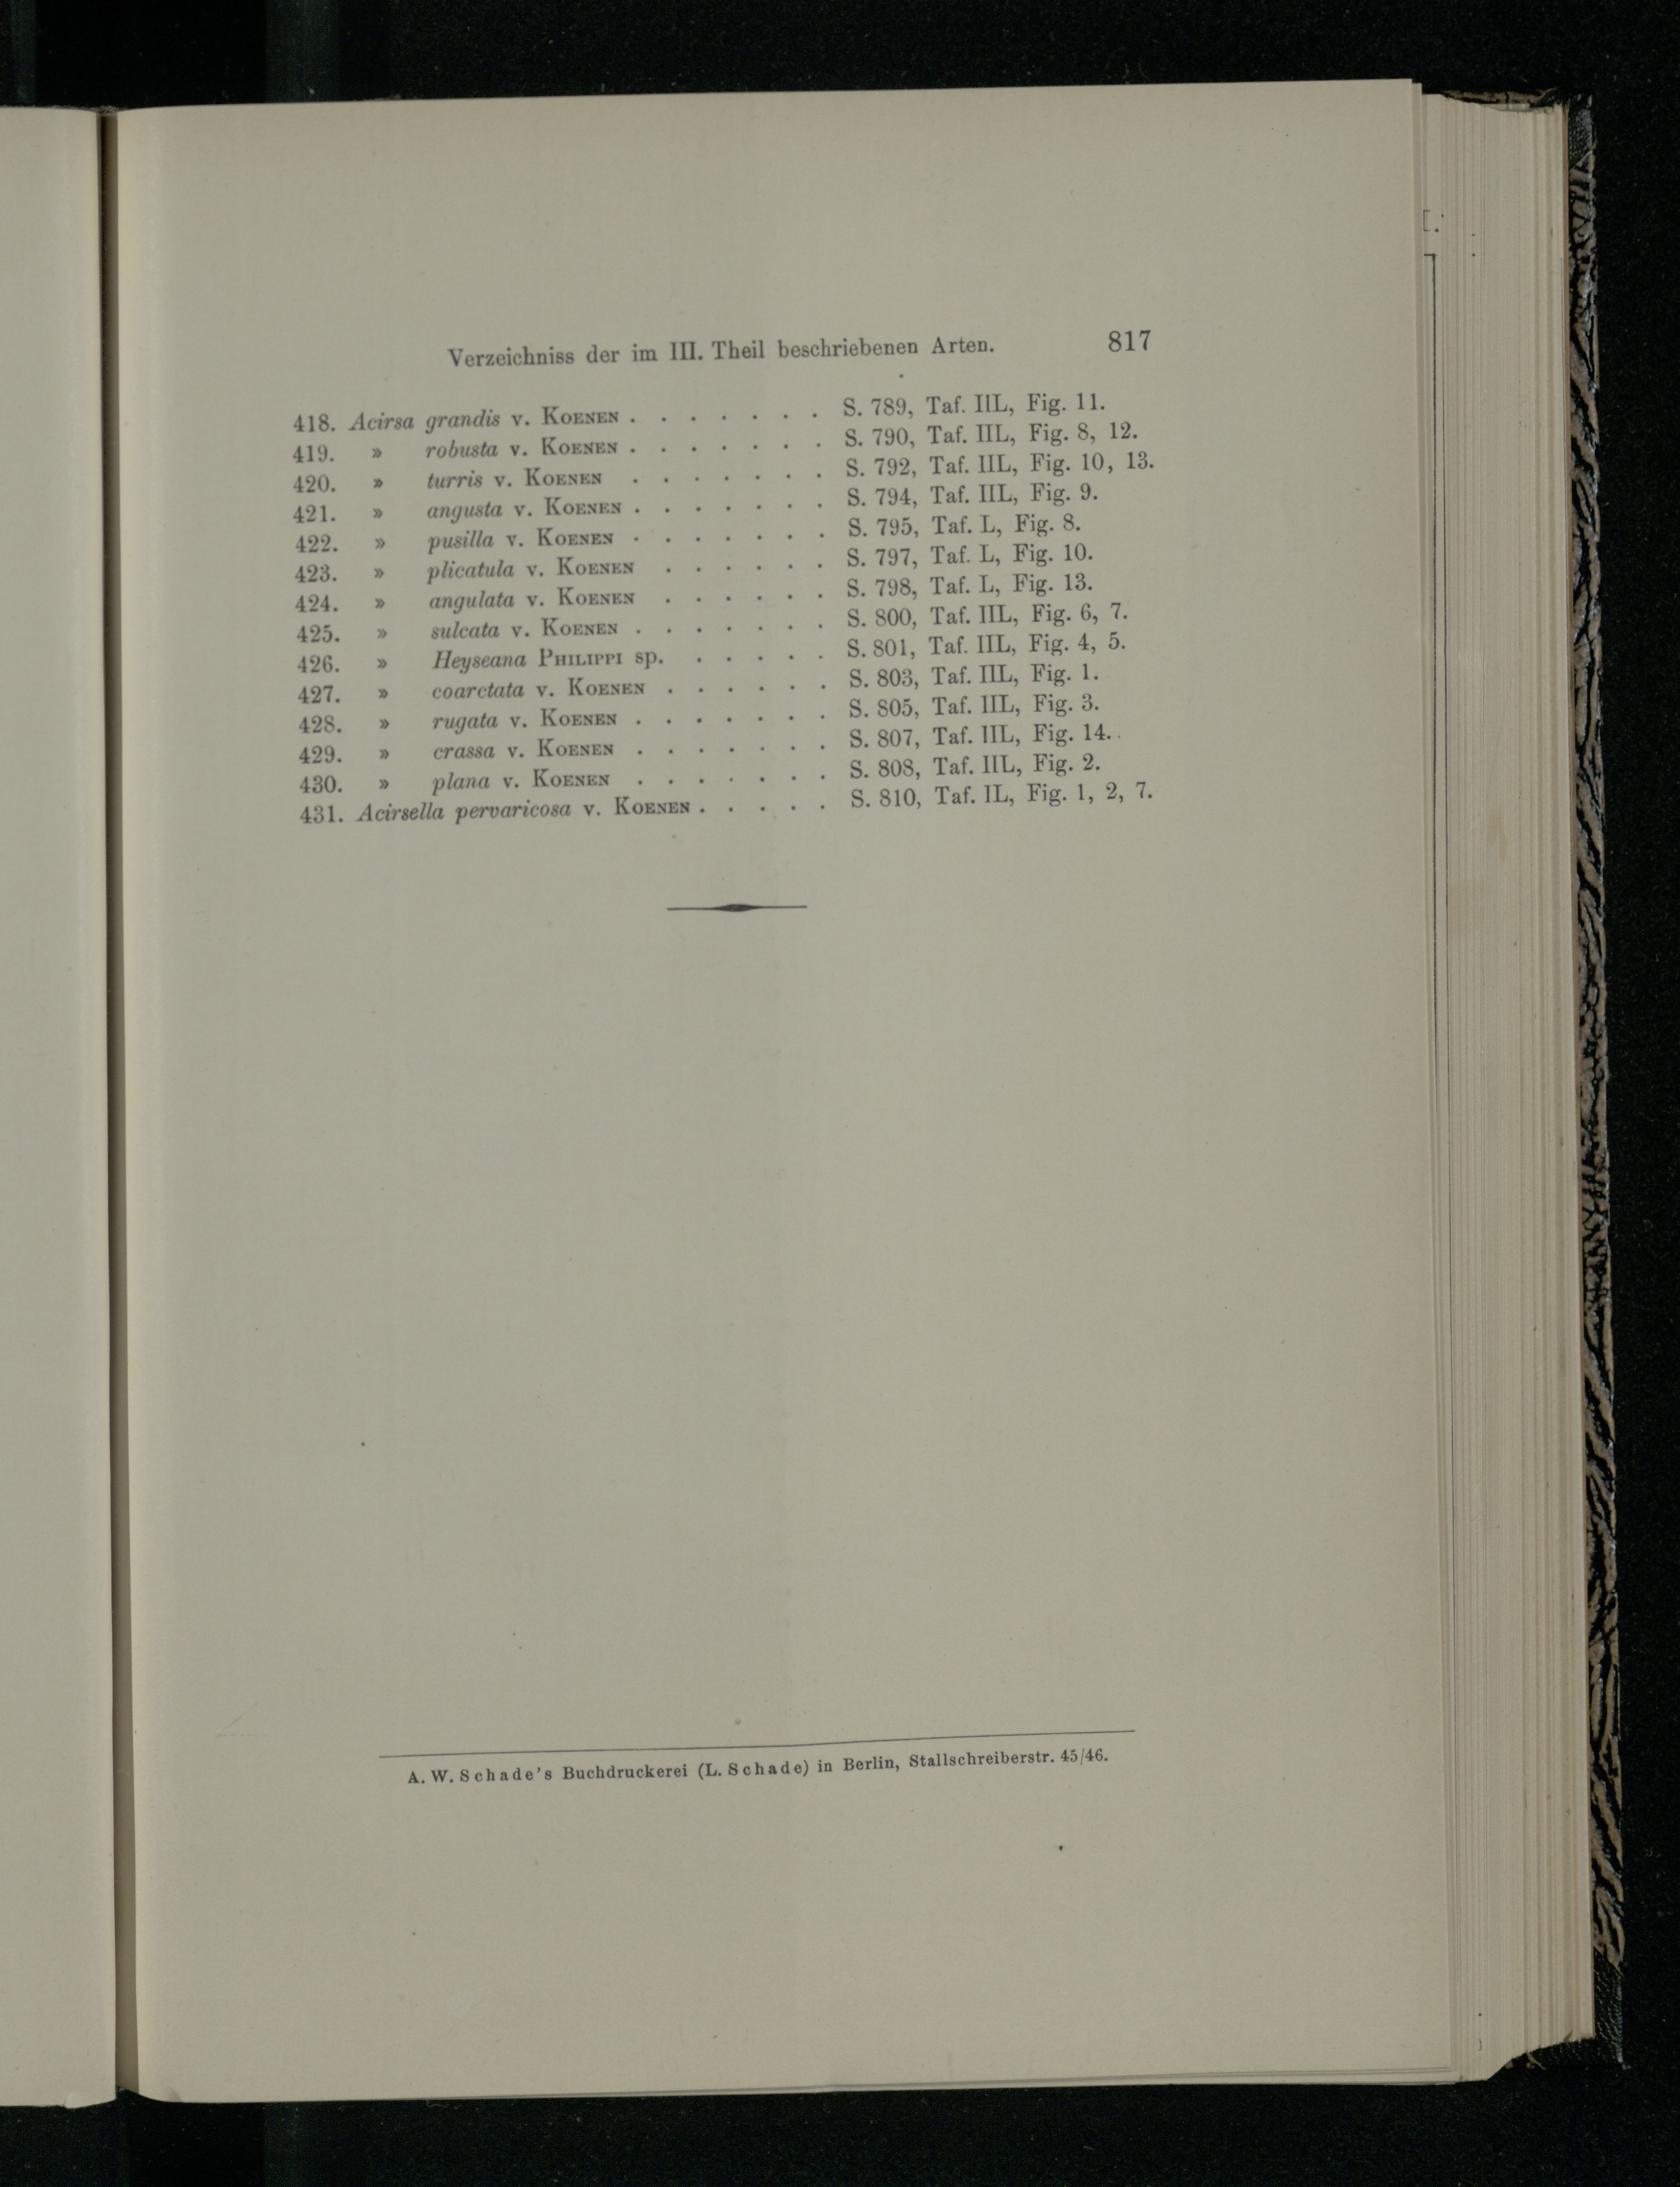 Verzeichniss der im III. Theil beschriebenen Arten. 817
418. Acirsa grandis v. Koenen . . . . . . . S. 789, Taf. IIL, Fig. 11.
419. » robusta v. Koenen . . . . . . . S. 790, Taf. IIL, Fig. 8, 12.
420. » turris v. Koenen . . . . . . . S. 792, Taf. IIL, Fig. 10, 13.
421. » angusta v. Koenen . . . . . . . S. 794, Taf. IIL, Fig. 9.
422. » pusilla v. Koenen . . . . . . . S. 795, Taf. L, Fig. 8.
423. » plicatula v. Koenen . . . . . . S. 797, Taf. L, Fig. 10.
424. » angulata v. Koenen . . . . . . S. 798, Taf. L, Fig. 13.
425. » sulcata v. Koenen . . . . . . . S. 800, Taf. IIL, Fig. 6, 7.
426. » Heyseana Philippi sp. . . . . . S. 801, Taf. IIL, Fig. 4, 5.
427. » coarctata v. Koenen . . . . . . S. 803, Taf. IIL, Fig. 1.
428. » rugata v. Koenen . . . . . . . S. 805, Taf. IIL, Fig. 3.
429. » crassa v. Koenen . . . . . . . S. 807, Taf. IIL, Fig. 14.
430. » plana v. Koenen . . . . . . . S. 808, Taf. IIL, Fig. 2.
431. Acirsella pervaricosa v. Koenen . . . . . S. 810, Taf. IL, Fig. 1, 2, 7.
A. W. Schade's Buchdruckerei (L. Schade) in Berlin, Stallschreiberstr. 45/46.